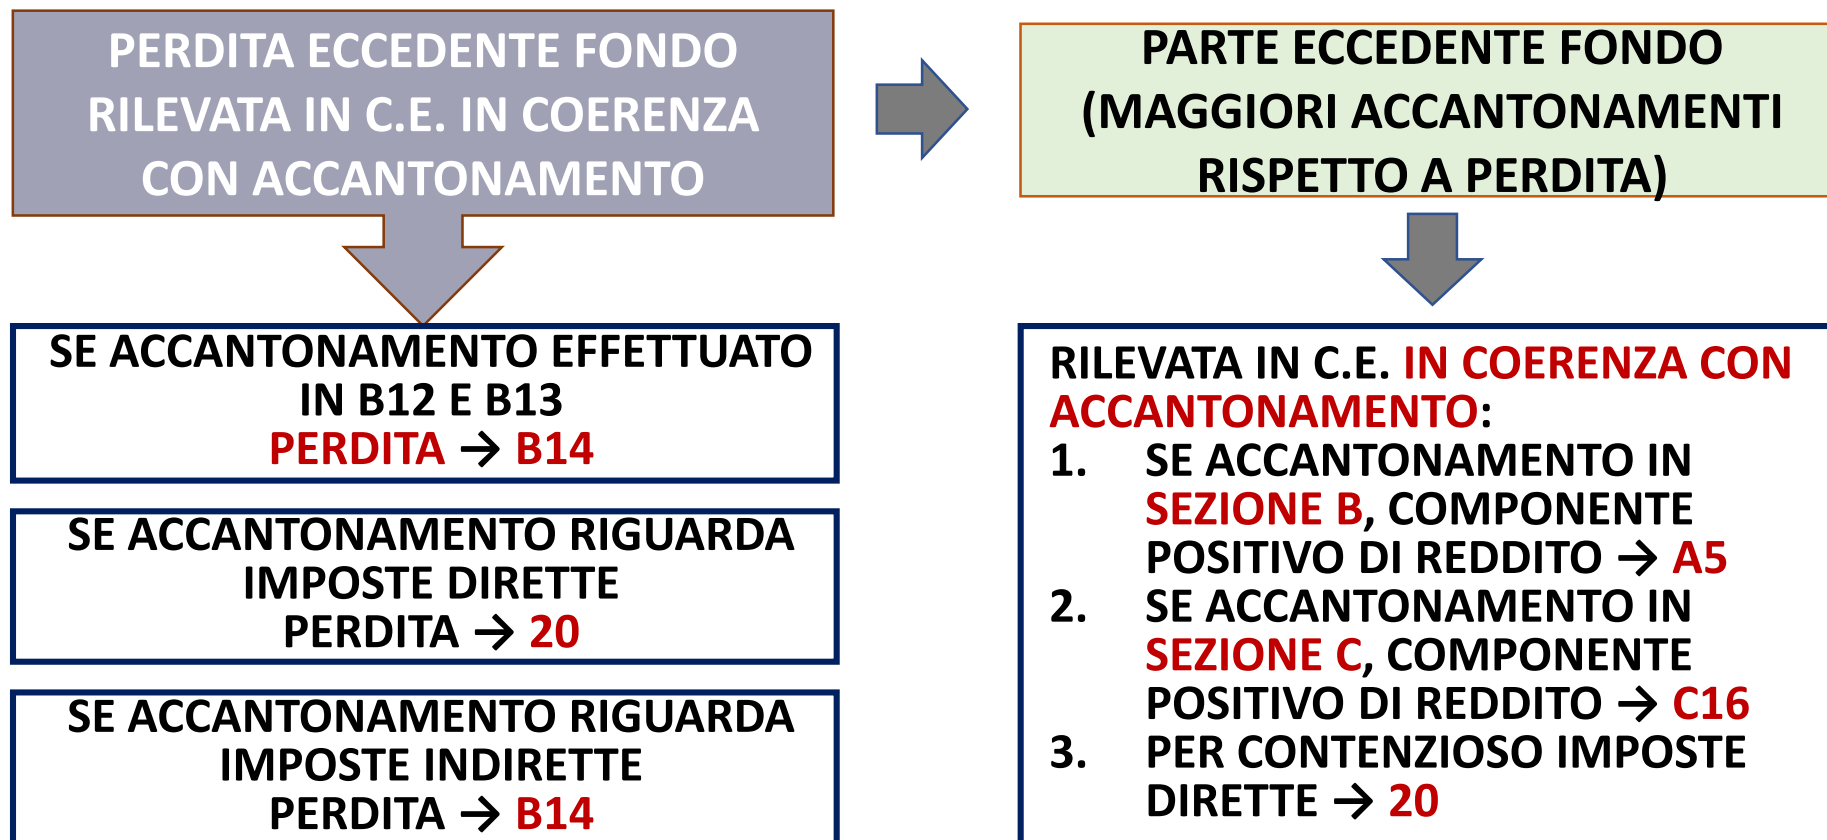 PERDITA ECCEDENTE FONDO
RILEVATA IN C.E. IN COERENZA
CON ACCANTONAMENTO
SE ACCANTONAMENTO EFFETTUATO
IN B12 E B13
PERDITA → B14
SE ACCANTONAMENTO RIGUARDA
IMPOSTE DIRETTE
PERDITA → 20
SE ACCANTONAMENTO RIGUARDA
IMPOSTE INDIRETTE
PERDITA → B14
PARTE ECCEDENTE FONDO
(MAGGIORI ACCANTONAMENTI
RISPETTO A PERDITA)
RILEVATA IN C.E. IN COERENZA CON
ACCANTONAMENTO:
1. SE ACCANTONAMENTO IN
SEZIONE B, COMPONENTE
POSITIVO DI REDDITO → A5
2. SE ACCANTONAMENTO IN
SEZIONE C, COMPONENTE
POSITIVO DI REDDITO → C16
3. PER CONTENZIOSO IMPOSTE
DIRETTE → 20